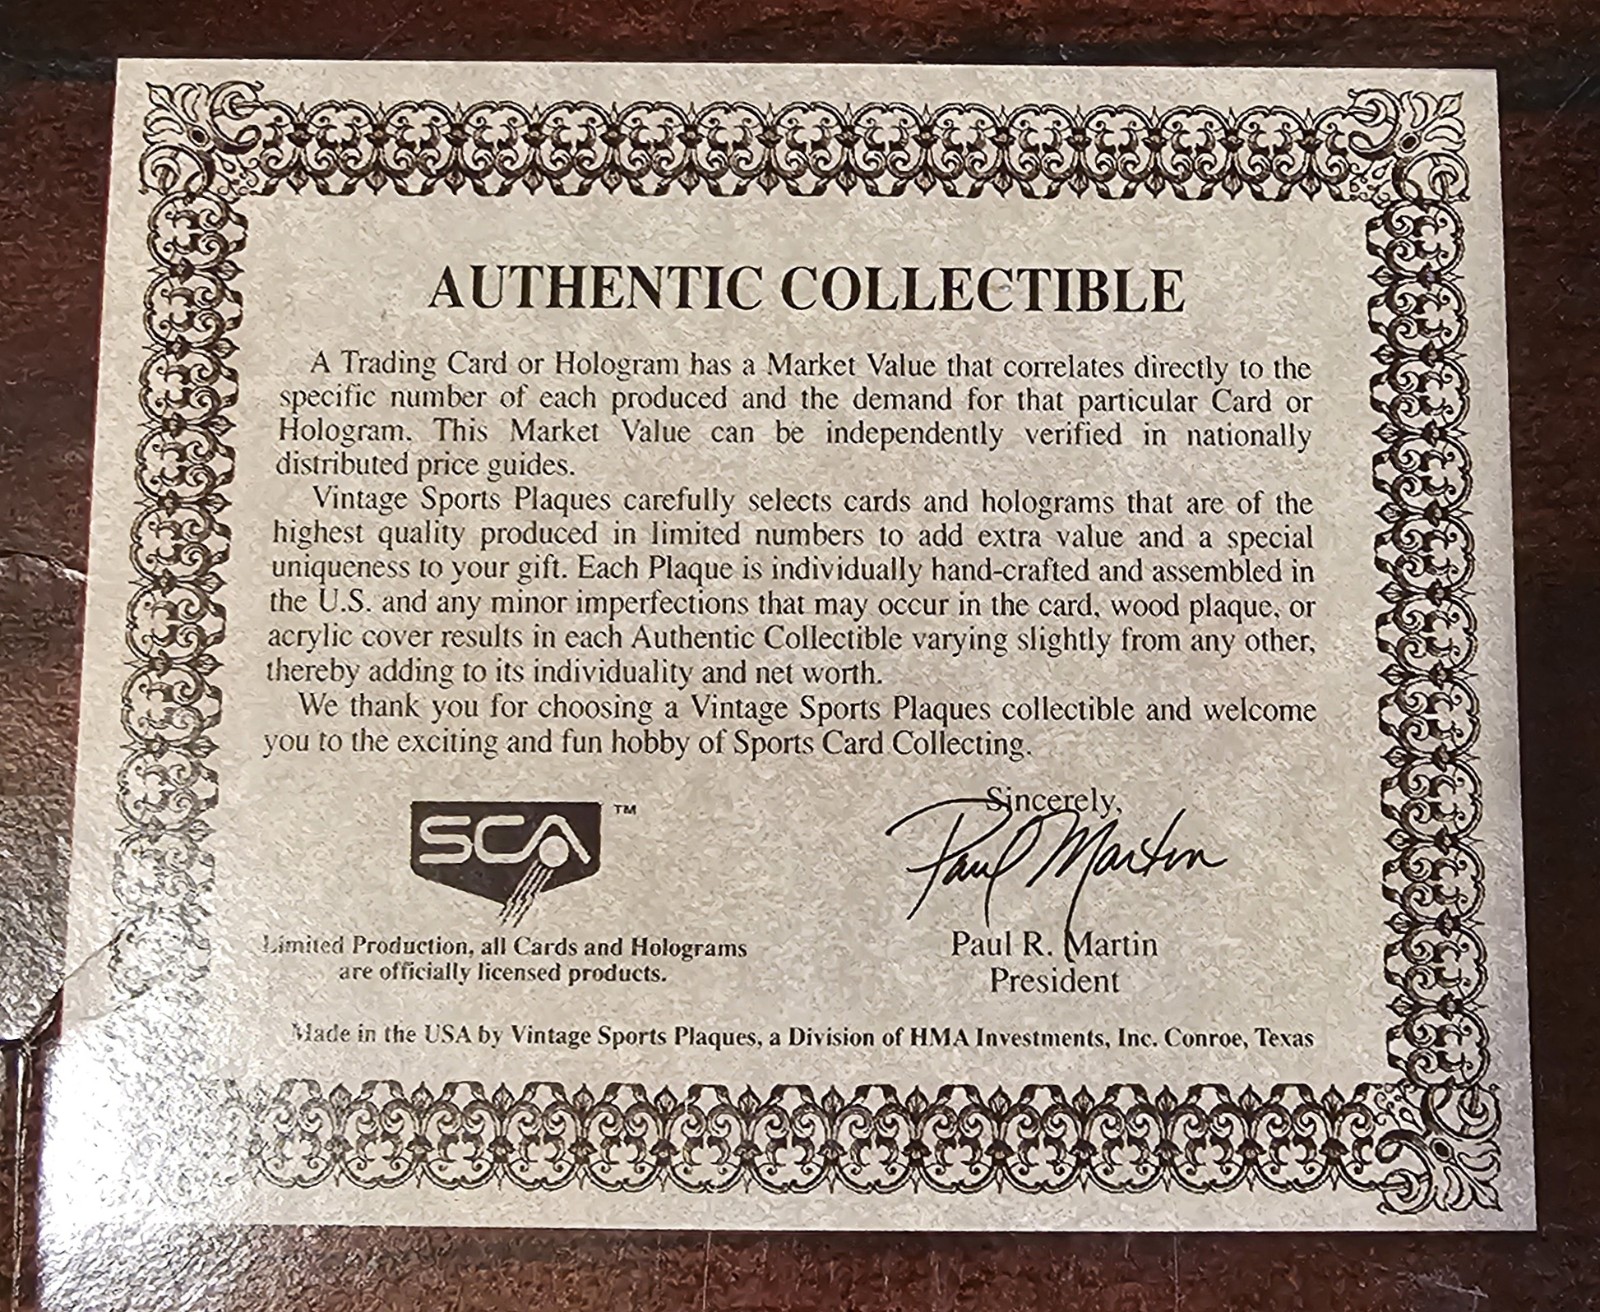 AUTHENTIC COLLECTIBLE
A Trading Card or Hologram has a Market Value that correlates directly to the
specific number of each produced and the demand for that particular Card or
Hologram. This Market Value can be independently verified in nationally
distributed price guides.
Vintage Sports Plaques carefully selects cards and holograms that are of the
highest quality produced in limited numbers to add extra value and a special
uniqueness to your gift. Each Plaque is individually hand-crafted and assembled in
the U.S. and any minor imperfections that may occur in the card, wood plaque, or
acrylic cover results in each Authentic Collectible varying slightly from any other,
thereby adding to its individuality and net worth.
We thank you for choosing a Vintage Sports Plaques collectible and welcome
you to the exciting and fun hobby of Sports Card Collecting.
SCA TM
Limited Production, all Cards and Holograms
are officially licensed products.
Sincerely,
Paul Martin
Paul R. Martin
President
Made in the USA by Vintage Sports Plaques, a Division of HMA Investments, Inc. Conroe, Texas